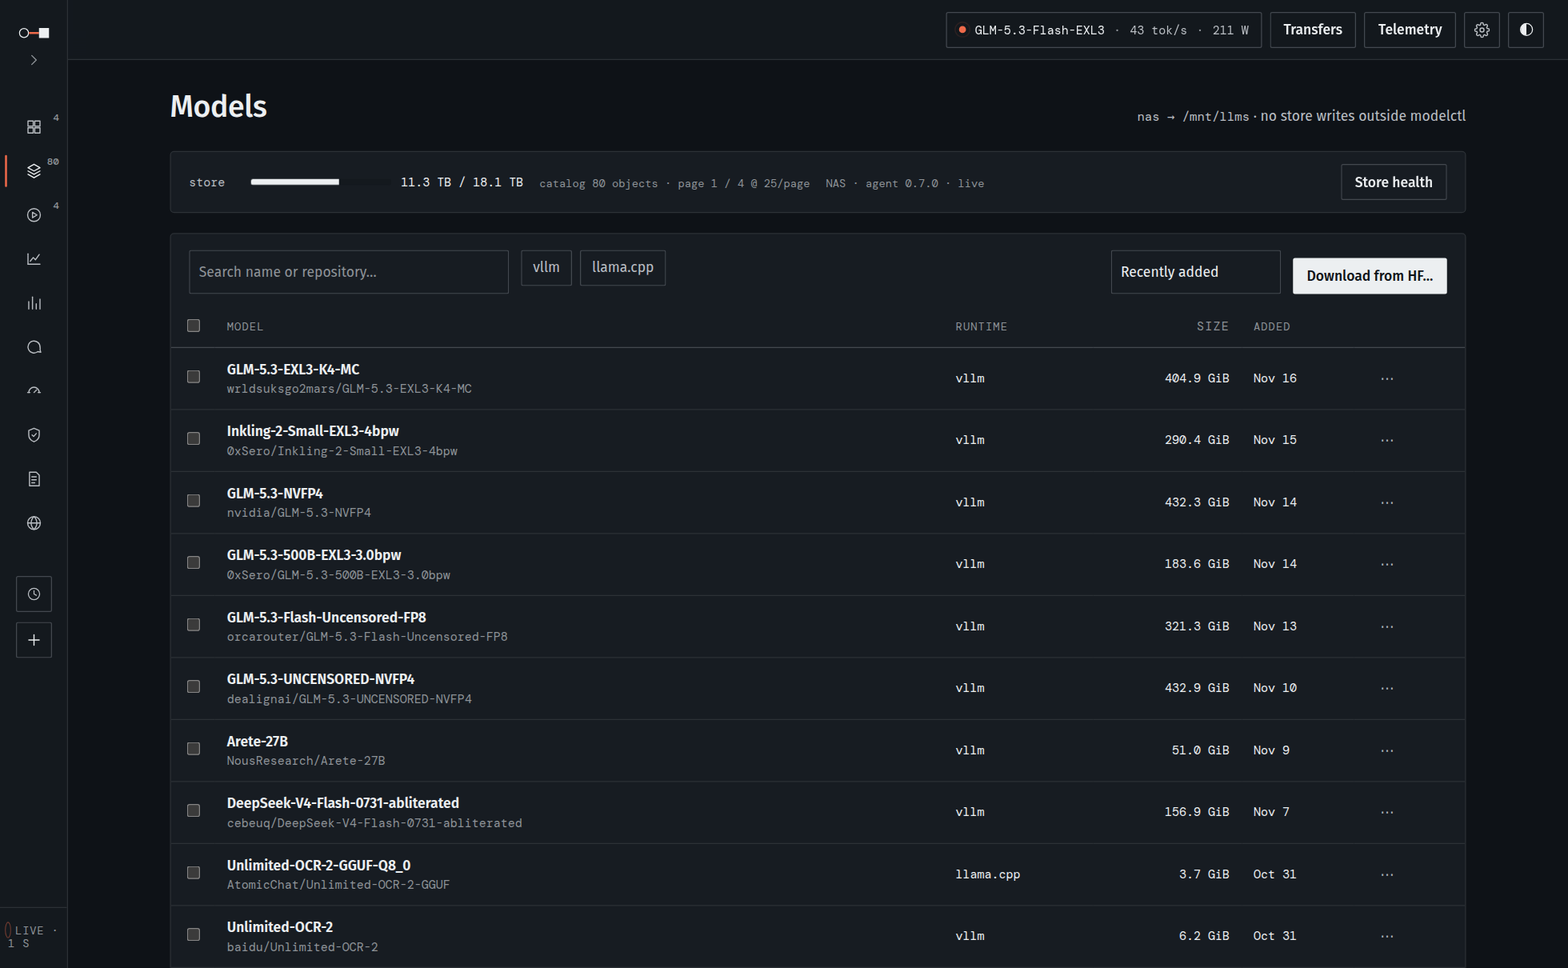 GLM-5.3-Flash-EXL3 · 43 tok/s · 211 W Transfers Telemetry
4
80
4
LIVE ·
1 S
Models
nas → /mnt/llms · no store writes outside modelctl
store 11.3 TB / 18.1 TB catalog 80 objects · page 1 / 4 @ 25/page NAS · agent 0.7.0 · live Store health
Search name or repository... vllm llama.cpp Recently added Download from HF...
MODEL RUNTIME SIZE ADDED
GLM-5.3-EXL3-K4-MC
wrldsuksgo2mars/GLM-5.3-EXL3-K4-MC
vllm 404.9 GiB Nov 16 ...
Inkling-2-Small-EXL3-4bpw
0xSero/Inkling-2-Small-EXL3-4bpw
vllm 290.4 GiB Nov 15 ...
GLM-5.3-NVFP4
nvidia/GLM-5.3-NVFP4
vllm 432.3 GiB Nov 14 ...
GLM-5.3-500B-EXL3-3.0bpw
0xSero/GLM-5.3-500B-EXL3-3.0bpw
vllm 183.6 GiB Nov 14 ...
GLM-5.3-Flash-Uncensored-FP8
orcarouter/GLM-5.3-Flash-Uncensored-FP8
vllm 321.3 GiB Nov 13 ...
GLM-5.3-UNCENSORED-NVFP4
dealignai/GLM-5.3-UNCENSORED-NVFP4
vllm 432.9 GiB Nov 10 ...
Arete-27B
NousResearch/Arete-27B
vllm 51.0 GiB Nov 9 ...
DeepSeek-V4-Flash-0731-abliterated
cebeuq/DeepSeek-V4-Flash-0731-abliterated
vllm 156.9 GiB Nov 7 ...
Unlimited-OCR-2-GGUF-Q8_0
AtomicChat/Unlimited-OCR-2-GGUF
llama.cpp 3.7 GiB Oct 31 ...
Unlimited-OCR-2
baidu/Unlimited-OCR-2
vllm 6.2 GiB Oct 31 ...